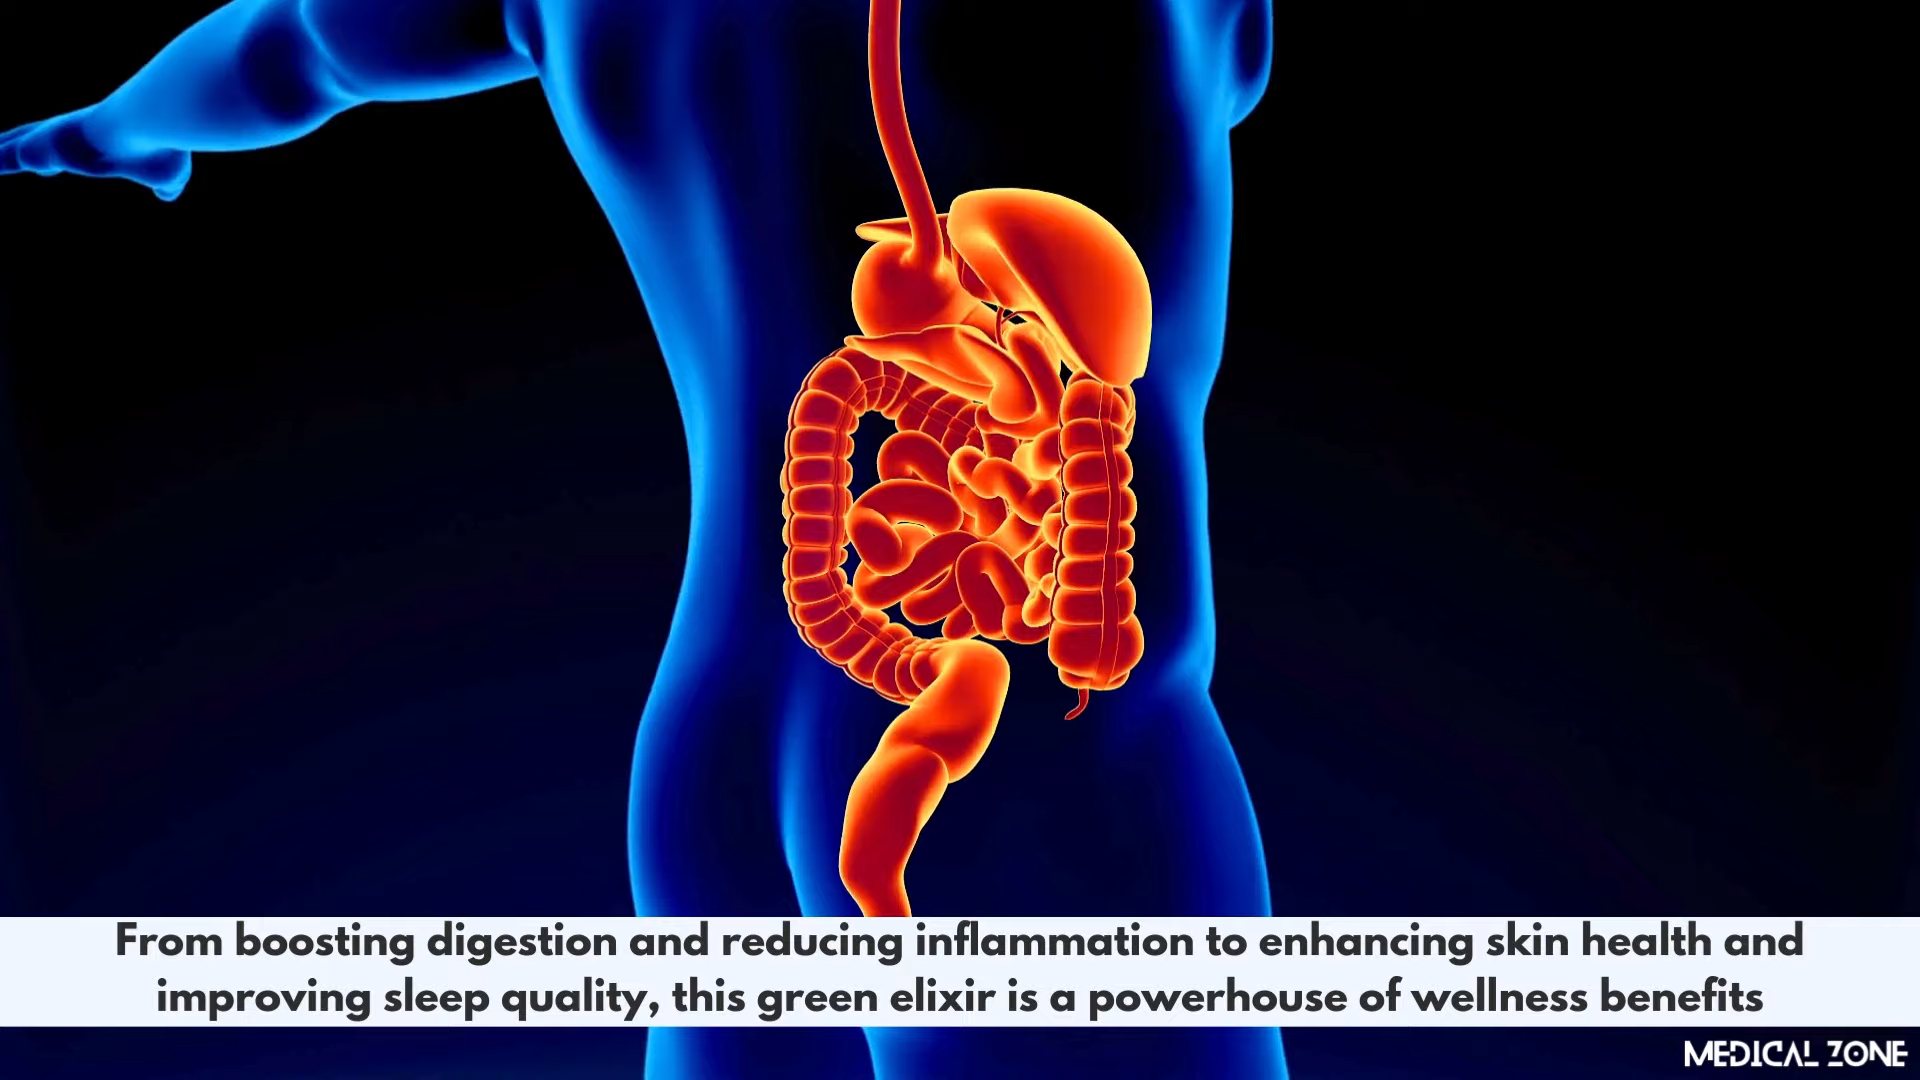 From boosting digestion and reducing inflammation to enhancing skin health and
improving sleep quality, this green elixir is a powerhouse of wellness benefits
MEDICAL ZONE